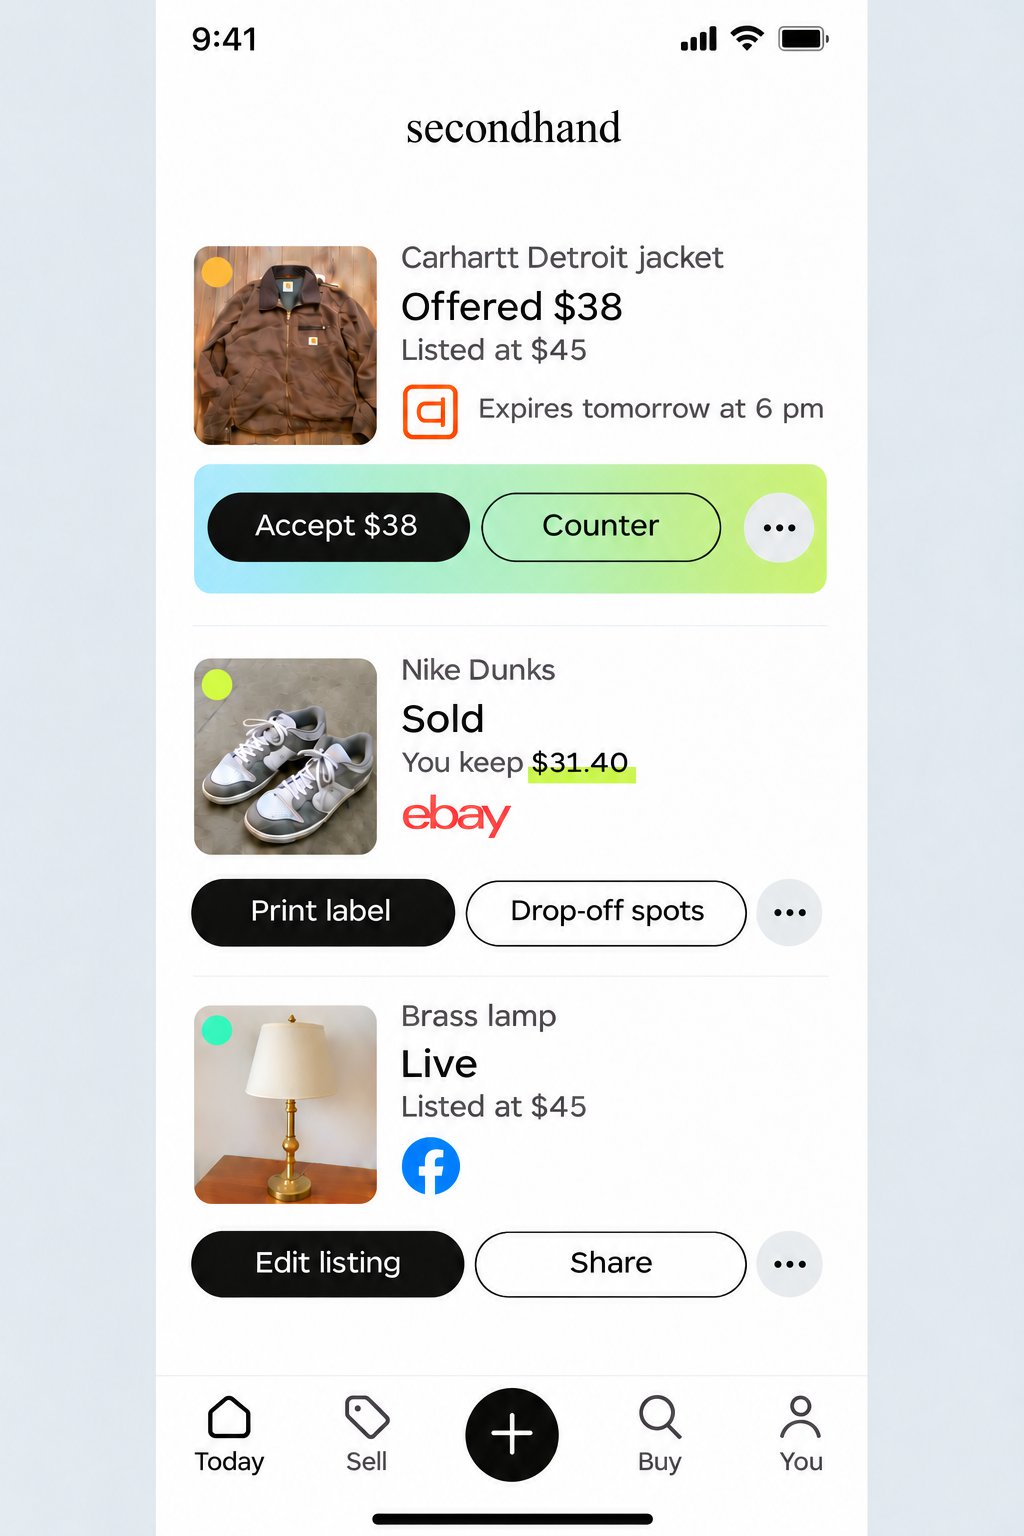 9:41
secondhand
Carhartt Detroit jacket
Offered $38
Listed at $45
Expires tomorrow at 6 pm
Accept $38
Counter
Nike Dunks
Sold
You keep $31.40
ebay
Print label
Drop-off spots
Brass lamp
Live
Listed at $45
f
Edit listing
Share
Today
Sell
Buy
You